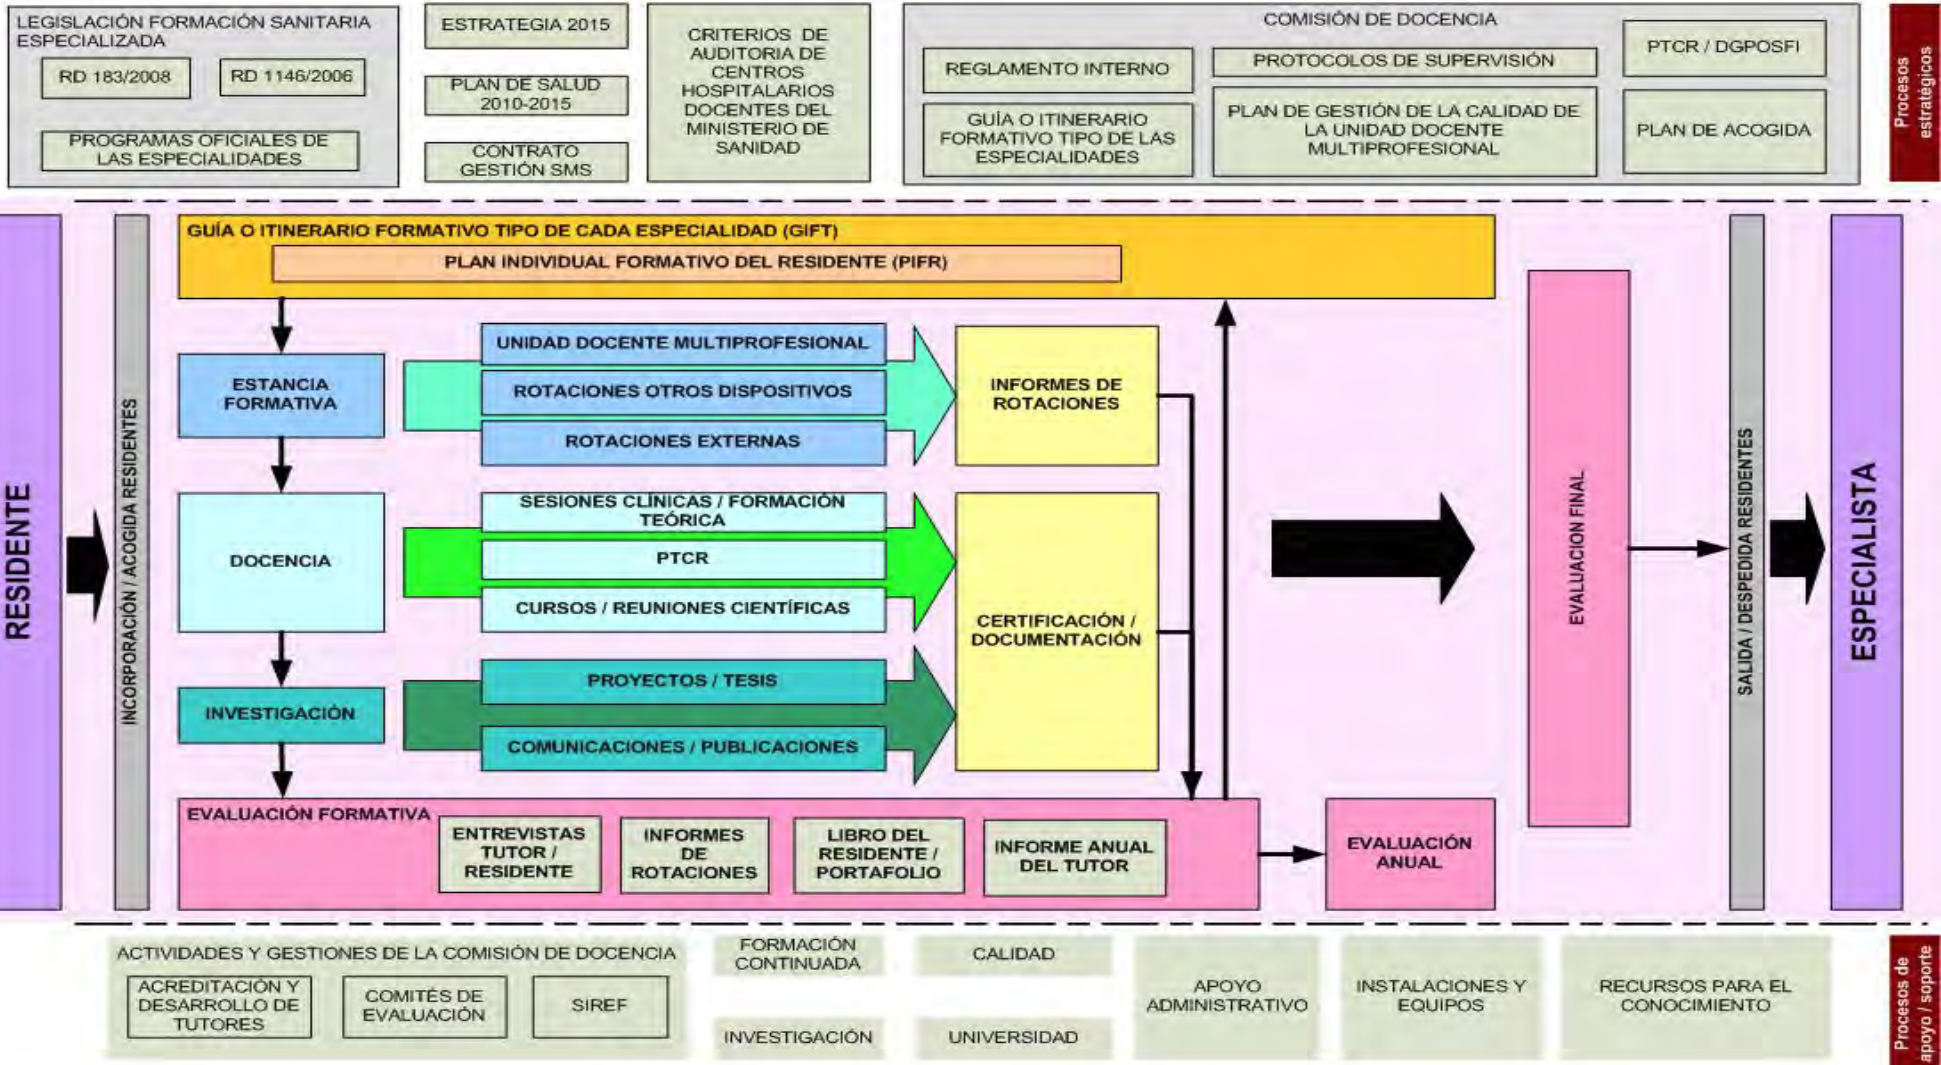 LEGISLACIÓN FORMACIÓN SANITARIA
ESPECIALIZADA
RD 183/2008
RD 1146/2006
PROGRAMAS OFICIALES DE
LAS ESPECIALIDADES
ESTRATEGIA 2015
PLAN DE SALUD
2010-2015
CONTRATO
GESTIÓN SMS
CRITERIOS DE
AUDITORIA DE
CENTROS
HOSPITALARIOS
DOCENTES DEL
MINISTERIO DE
SANIDAD
COMISIÓN DE DOCENCIA
REGLAMENTO INTERNO
GUÍA O ITINERARIO
FORMATIVO TIPO DE LAS
ESPECIALIDADES
PROTOCOLOS DE SUPERVISIÓN
PLAN DE GESTIÓN DE LA CALIDAD DE
LA UNIDAD DOCENTE
MULTIPROFESIONAL
PTCR / DGPOSFI
PLAN DE ACOGIDA
Procesos
estratégicos
RESIDENTE
INCORPORACIÓN / ACOGIDA RESIDENTES
GUÍA O ITINERARIO FORMATIVO TIPO DE CADA ESPECIALIDAD (GIFT)
PLAN INDIVIDUAL FORMATIVO DEL RESIDENTE (PIFR)
ESTANCIA
FORMATIVA
UNIDAD DOCENTE MULTIPROFESIONAL
ROTACIONES OTROS DISPOSITIVOS
ROTACIONES EXTERNAS
INFORMES DE
ROTACIONES
DOCENCIA
SESIONES CLÍNICAS / FORMACIÓN
TEÓRICA
PTCR
CURSOS / REUNIONES CIENTÍFICAS
CERTIFICACIÓN /
DOCUMENTACIÓN
INVESTIGACIÓN
PROYECTOS / TESIS
COMUNICACIONES / PUBLICACIONES
EVALUACIÓN FORMATIVA
ENTREVISTAS
TUTOR /
RESIDENTE
INFORMES
DE
ROTACIONES
LIBRO DEL
RESIDENTE /
PORTAFOLIO
INFORME ANUAL
DEL TUTOR
EVALUACIÓN
ANUAL
EVALUACION FINAL
SALIDA / DESPEDIDA RESIDENTES
ESPECIALISTA
ACTIVIDADES Y GESTIONES DE LA COMISIÓN DE DOCENCIA
ACREDITACIÓN Y
DESARROLLO DE
TUTORES
COMITÉS DE
EVALUACIÓN
SIREF
FORMACIÓN
CONTINUADA
INVESTIGACIÓN
CALIDAD
UNIVERSIDAD
APOYO
ADMINISTRATIVO
INSTALACIONES Y
EQUIPOS
RECURSOS PARA EL
CONOCIMIENTO
Procesos de
apoyo / soporte